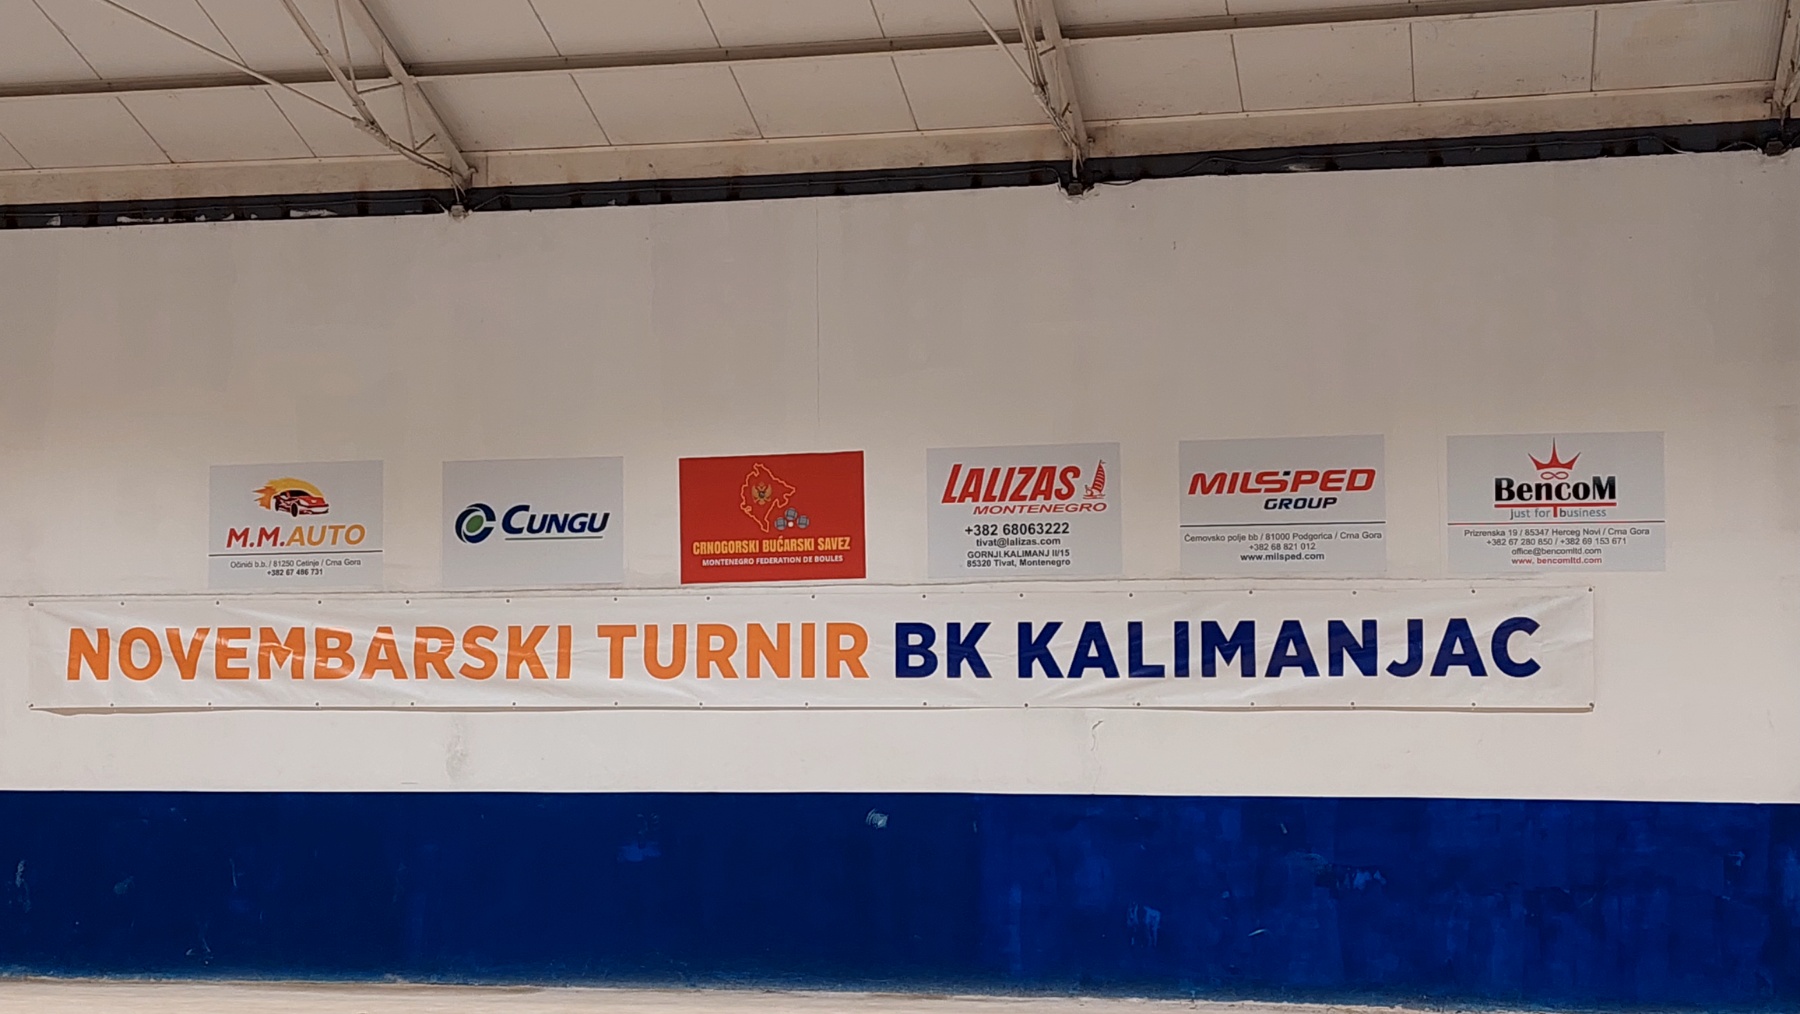 M.M.AUTO
Očinići b.b. / 81250 Cetinje / Crna Gora
+382 67 486 731
CUNGU
CRNOGORSKI BUĆARSKI SAVEZ
MONTENEGRO FEDERATION DE BOULES
LALIZAS
MONTENEGRO
+382 68063222
tivat@lalizas.com
GORNJI KALIMANJ II/15
85320 Tivat, Montenegro
MILSPED
GROUP
Ćemovsko polje bb / 81000 Podgorica / Crna Gora
+382 68 821 012
www.milsped.com
BencoM
just for business
Prizrenska 19 / 85347 Herceg Novi / Crna Gora
+382 67 280 850 / +382 69 153 671
office@bencomltd.com
www. bencomltd.com
NOVEMBARSKI TURNIR BK KALIMANJAC